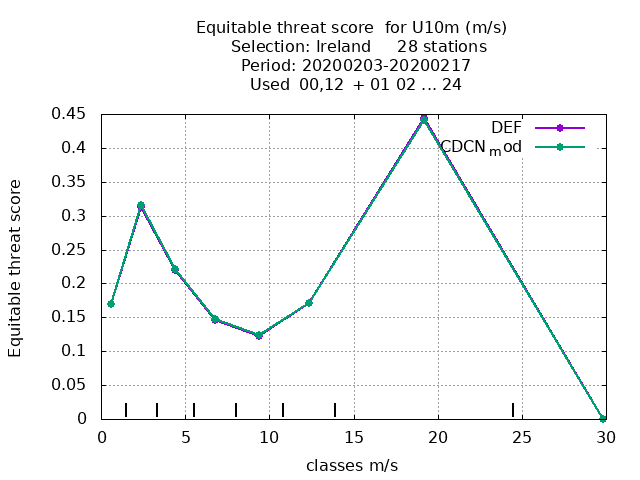 Equitable threat score  for U10m (m/s)
Selection: Ireland     28 stations
Period: 20200203-20200217
Used  00,12  + 01 02 ... 24
DEF
CDCN_mod
Equitable threat score
0.45
0.4
0.35
0.3
0.25
0.2
0.15
0.1
0.05
0
0 5 10 15 20 25 30
classes m/s